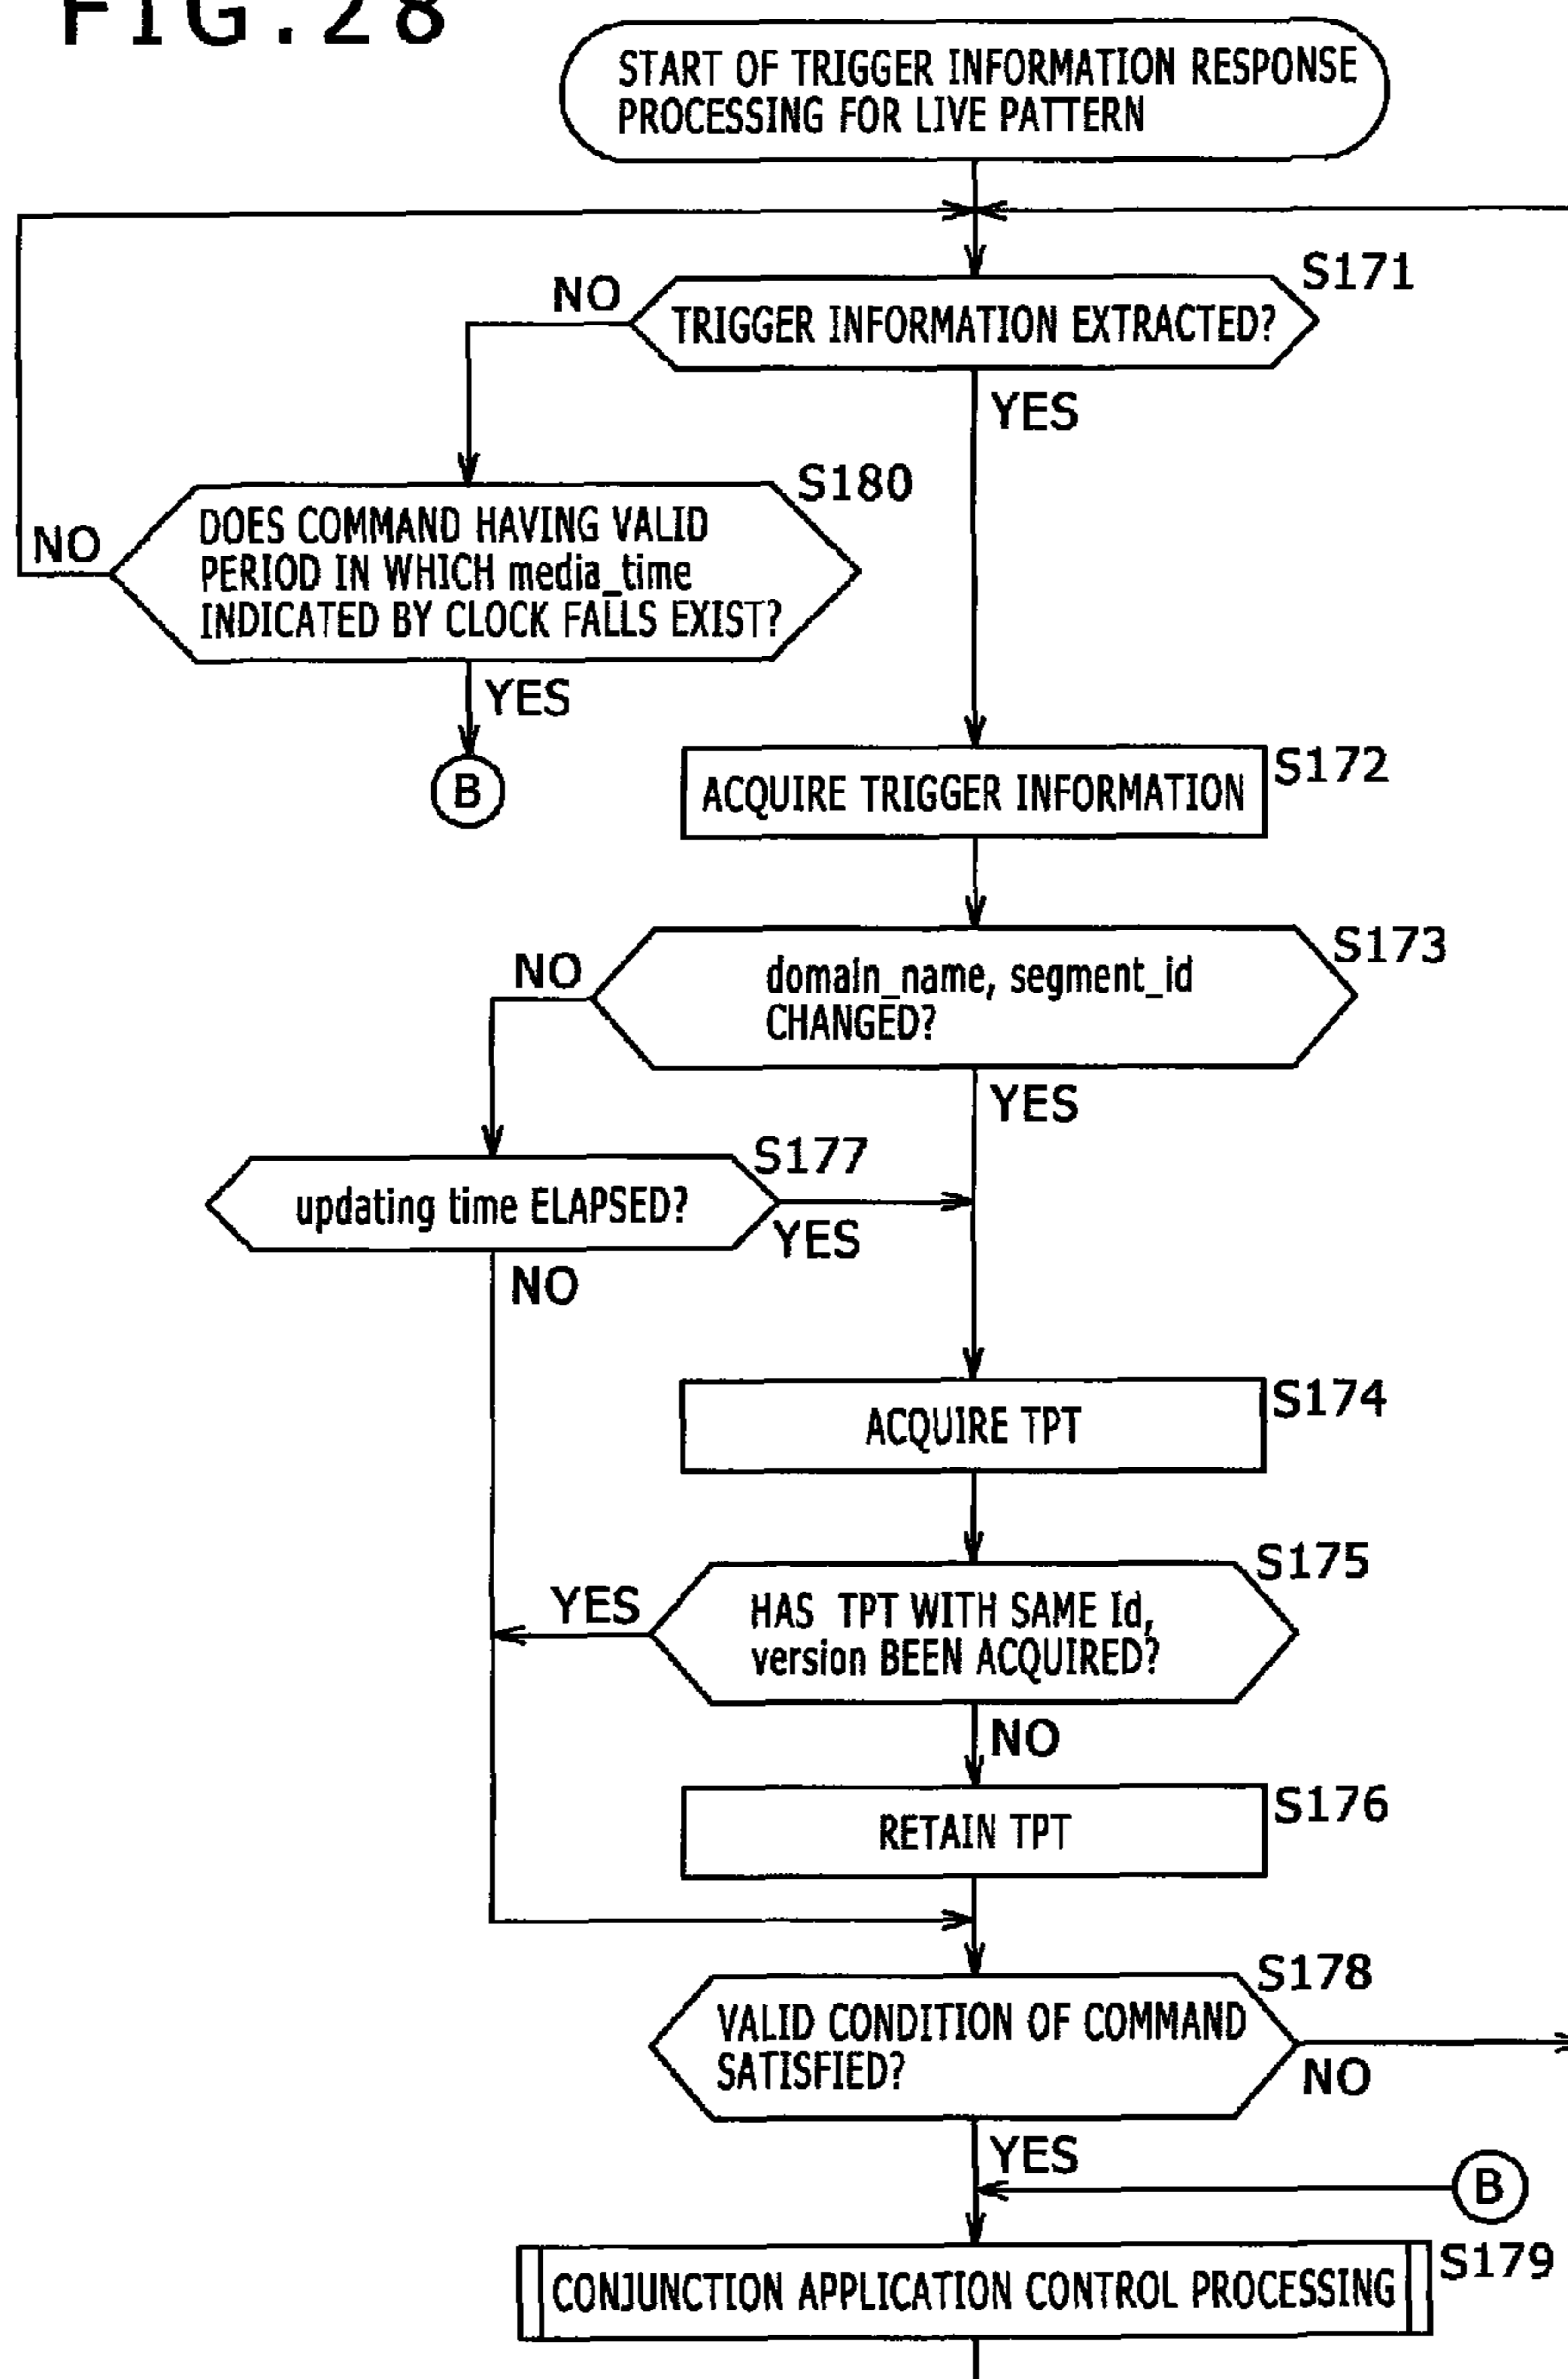 FIG.28
START OF TRIGGER INFORMATION RESPONSE
PROCESSING FOR LIVE PATTERN
S171
NO
TRIGGER INFORMATION EXTRACTED?
YES
S180
DOES COMMAND HAVING VALID
NO
PERIOD IN WHICH media_time
INDICATED BY CLOCK FALLS EXIST?
YES
B
S172
ACQUIRE TRIGGER INFORMATION
S173
NO
domain_name, segment_id
CHANGED?
YES
S177
updating time ELAPSED?
YES
NO
S174
ACQUIRE TPT
S175
YES
HAS TPT WITH SAME Id,
version BEEN ACQUIRED?
NO
S176
RETAIN TPT
S178
VALID CONDITION OF COMMAND
SATISFIED?
NO
YES
B
S179
CONJUNCTION APPLICATION CONTROL PROCESSING